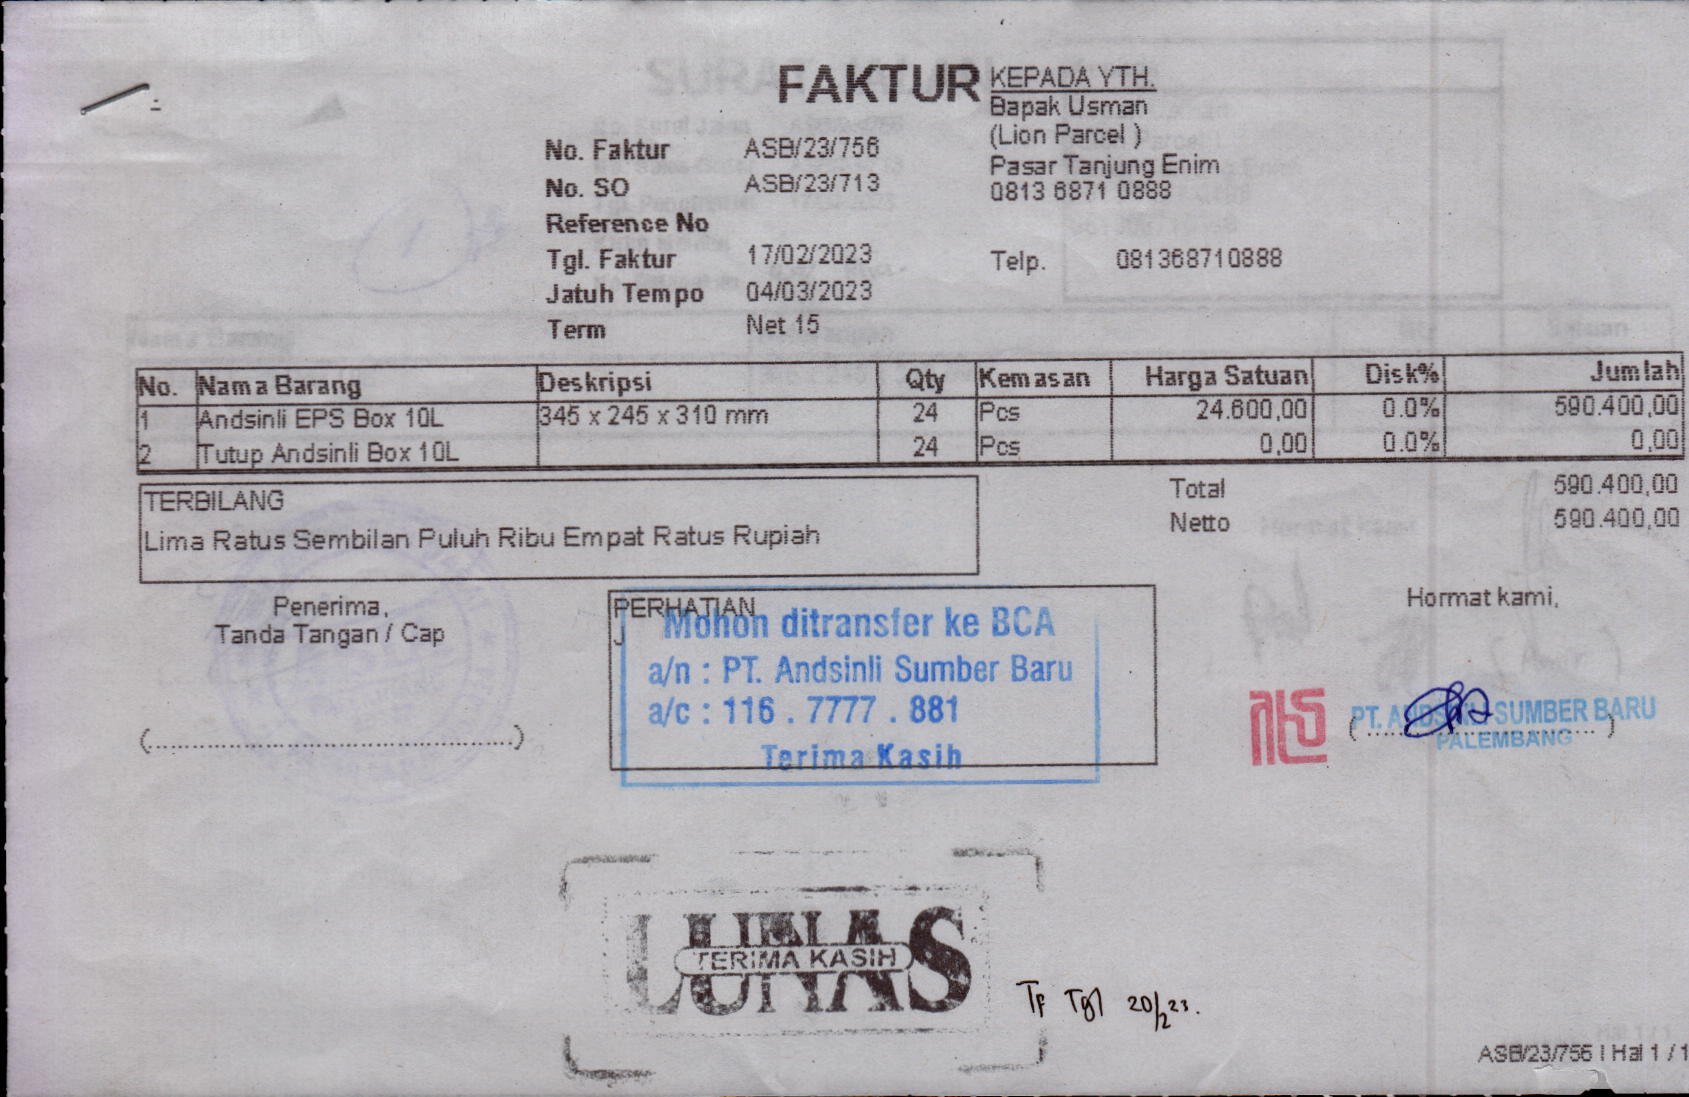 FAKTUR
KEPADA YTH.
Bapak Usman
(Lion Parcel )
Pasar Tanjung Enim
0813 6871 0888
Telp. 081368710888
No. Faktur ASB/23/756
No. SO ASB/23/713
Reference No
Tgl. Faktur 17/02/2023
Jatuh Tempo 04/03/2023
Term Net 15
No. Nama Barang Deskripsi Qty Kemasan Harga Satuan Disk% Jumlah
1 Andsinli EPS Box 10L 345 x 245 x 310 mm 24 Pcs 24.600,00 0.0% 590.400,00
2 Tutup Andsinli Box 10L 24 Pcs 0,00 0.0% 0,00
TERBILANG
Lima Ratus Sembilan Puluh Ribu Empat Ratus Rupiah
Total 590.400,00
Netto 590.400,00
Penerima,
Tanda Tangan / Cap
(......................................................)
PERHATIAN
Mohon ditransfer ke BCA
a/n : PT. Andsinli Sumber Baru
a/c : 116 . 7777 . 881
Terima Kasih
Hormat kami,
PT. ANDSINLI SUMBER BARU
PALEMBANG
LUNAS
TERIMA KASIH
Tf Tgl 20/2 23.
ASB/23/756 | Hal 1 / 1